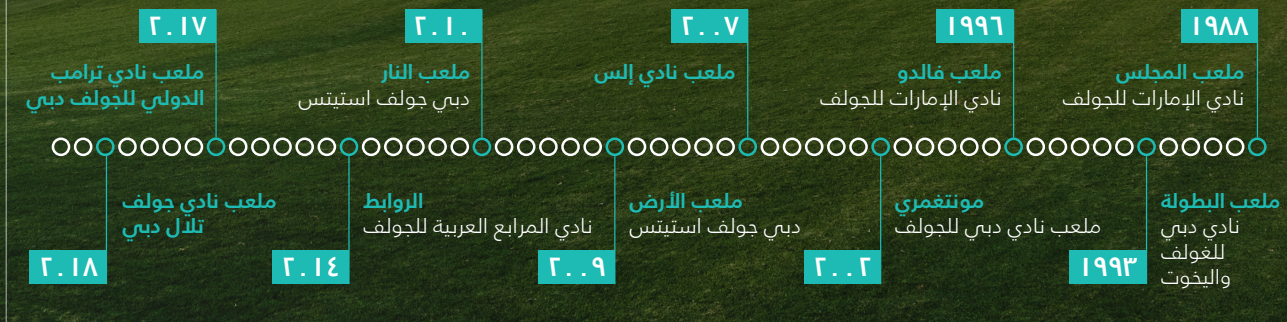 ١٩٨٨
ملعب المجلس
نادي الإمارات للجولف
ملعب البطولة
نادي دبي
للغولف
واليخوت
١٩٩٣
١٩٩٦
ملعب فالدو
نادي الإمارات للجولف
مونتغمري
ملعب نادي دبي للجولف
٢٠٠٢
٢٠٠٧
ملعب نادي إلس
ملعب الأرض
دبي جولف استيتس
٢٠٠٩
٢٠١٠
ملعب النار
دبي جولف استيتس
الروابط
نادي المرابع العربية للجولف
٢٠١٤
٢٠١٧
ملعب نادي ترامب
الدولي للجولف دبي
ملعب نادي جولف
تلال دبي
٢٠١٨